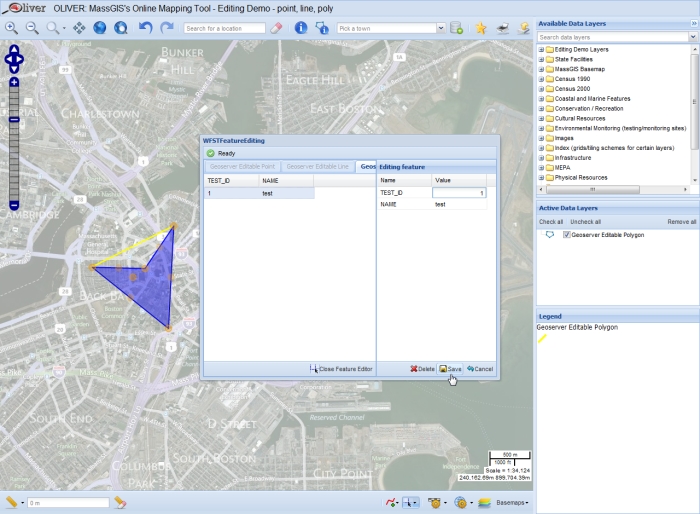 Oliver OLIVER: MassGIS's Online Mapping Tool - Editing Demo - point, line, poly
Search for a location
Pick a town
BUNKER HILL
EAGLE HILL
EAST BOSTON
CHARLESTOWN
CAMBRIDGE
BACK BAY
SOUTH END
D STREET
SOUTH BOSTON
COLUMBUS PARK
CITY POINT
Reserved Channel
WFSTFeatureEditing
Ready
Geoserver Editable Point
Geoserver Editable Line
Geos
TEST_ID NAME
1 test
Editing feature
Name Value
TEST_ID 1
NAME test
Close Feature Editor
Delete Save Cancel
500 m
1000 ft
Scale = 1:34,124
240,162.69m 899,704.39m
0 m
Basemaps
Available Data Layers
Search data layers
Editing Demo Layers
State Facilities
MassGIS Basemap
Census 1990
Census 2000
Coastal and Marine Features
Conservation / Recreation
Cultural Resources
Environmental Monitoring (testing/monitoring sites)
Images
Index (grids/tiling schemes for certain layers)
Infrastructure
MEPA
Physical Resources
Active Data Layers
Check all Uncheck all Remove all
Geoserver Editable Polygon
Legend
Geoserver Editable Polygon